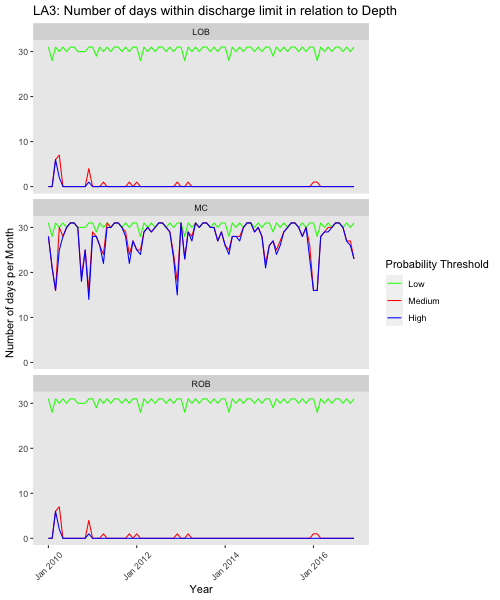 LA3: Number of days within discharge limit in relation to Depth
LOB
30
20
10
0
MC
30
20
10
0
ROB
30
20
10
0
Number of days per Month
Jan 2010
Jan 2012
Jan 2014
Jan 2016
Year
Probability Threshold
Low
Medium
High